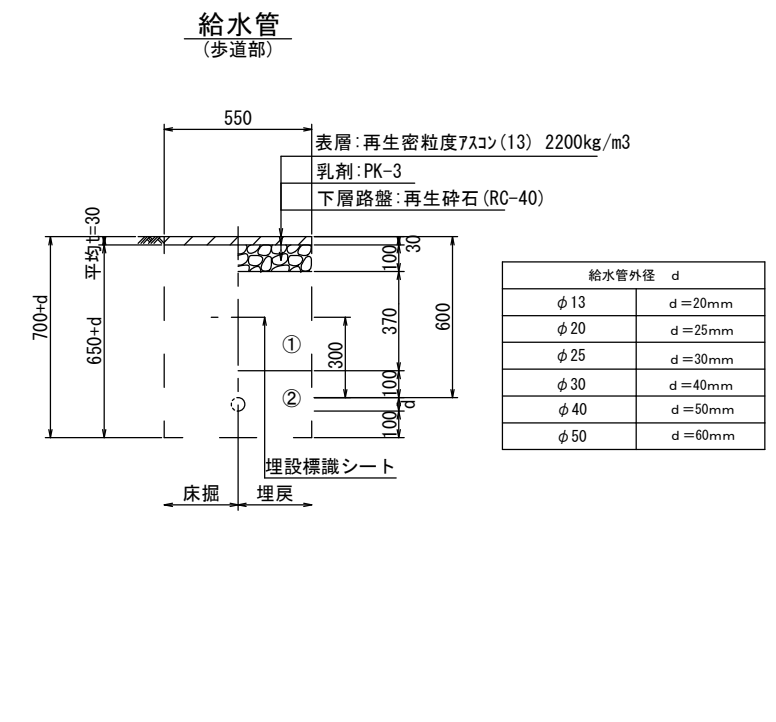 給水管
(歩道部)
550
表層:再生密粒度アスコン(13) 2200kg/m3
乳剤:PK-3
下層路盤:再生砕石(RC-40)
平均t=30
30
100
700+d
650+d
370
600
300
①
②
100
d
100
埋設標識シート
床掘
埋戻
給水管外径 d
φ13 d=20mm
φ20 d=25mm
φ25 d=30mm
φ30 d=40mm
φ40 d=50mm
φ50 d=60mm